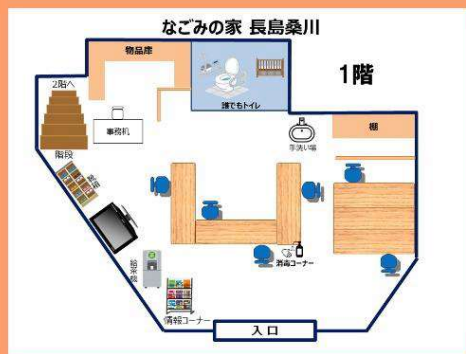 なごみの家 長島桑川
1階
物品庫
誰でもトイレ
2階へ
事務机
階段
手洗い場
棚
給茶機
消毒コーナー
情報コーナー
入口